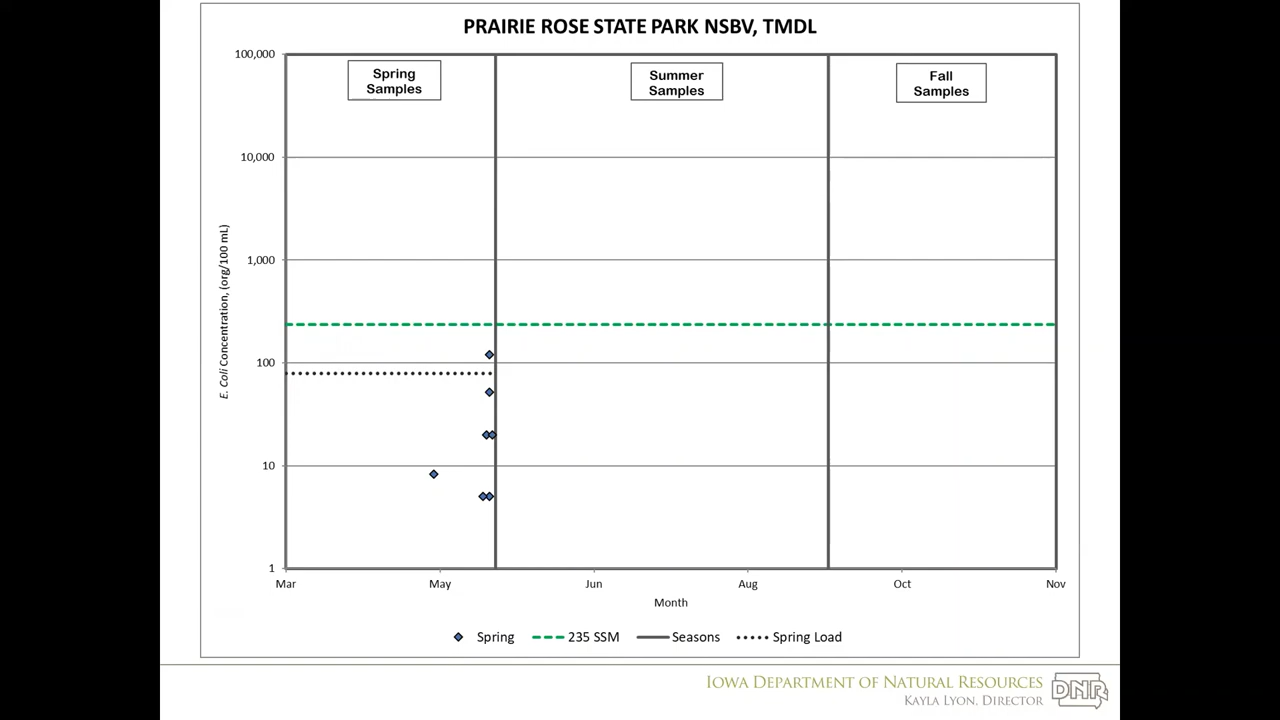 PRAIRIE ROSE STATE PARK NSBV, TMDL
100,000
10,000
1,000
100
10
1
E. Coli Concentration, (org/100 mL)
Spring
Samples
Summer
Samples
Fall
Samples
Mar May Jun Aug Oct Nov
Month
Spring 235 SSM Seasons Spring Load
IOWA DEPARTMENT OF NATURAL RESOURCES
KAYLA LYON, DIRECTOR
DNR